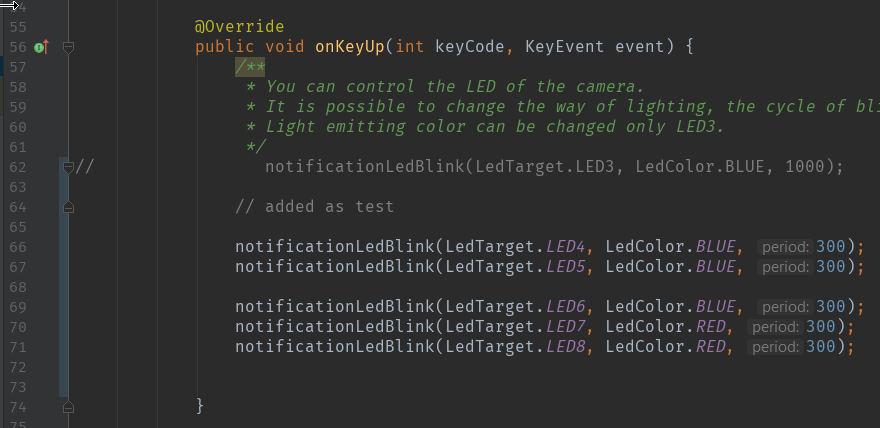 54
55 @Override
56 public void onKeyUp(int keyCode, KeyEvent event) {
57 /**
58 * You can control the LED of the camera.
59 * It is possible to change the way of lighting, the cycle of
60 * Light emitting color can be changed only LED3.
61 */
62 // notificationLedBlink(LedTarget.LED3, LedColor.BLUE, 1000);
63
64 // added as test
65
66 notificationLedBlink(LedTarget.LED4, LedColor.BLUE, period: 300);
67 notificationLedBlink(LedTarget.LED5, LedColor.BLUE, period: 300);
68
69 notificationLedBlink(LedTarget.LED6, LedColor.BLUE, period: 300);
70 notificationLedBlink(LedTarget.LED7, LedColor.RED, period: 300);
71 notificationLedBlink(LedTarget.LED8, LedColor.RED, period: 300);
72
73
74 }
75